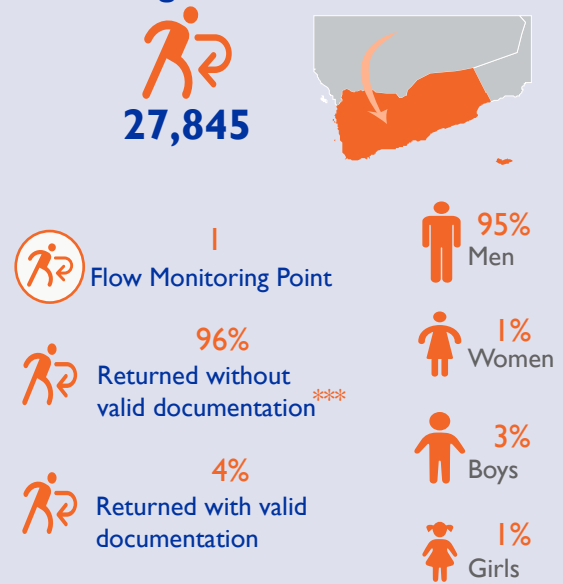 27,845
1
Flow Monitoring Point
96%
Returned without
valid documentation***
4%
Returned with valid
documentation
95%
Men
1%
Women
3%
Boys
1%
Girls